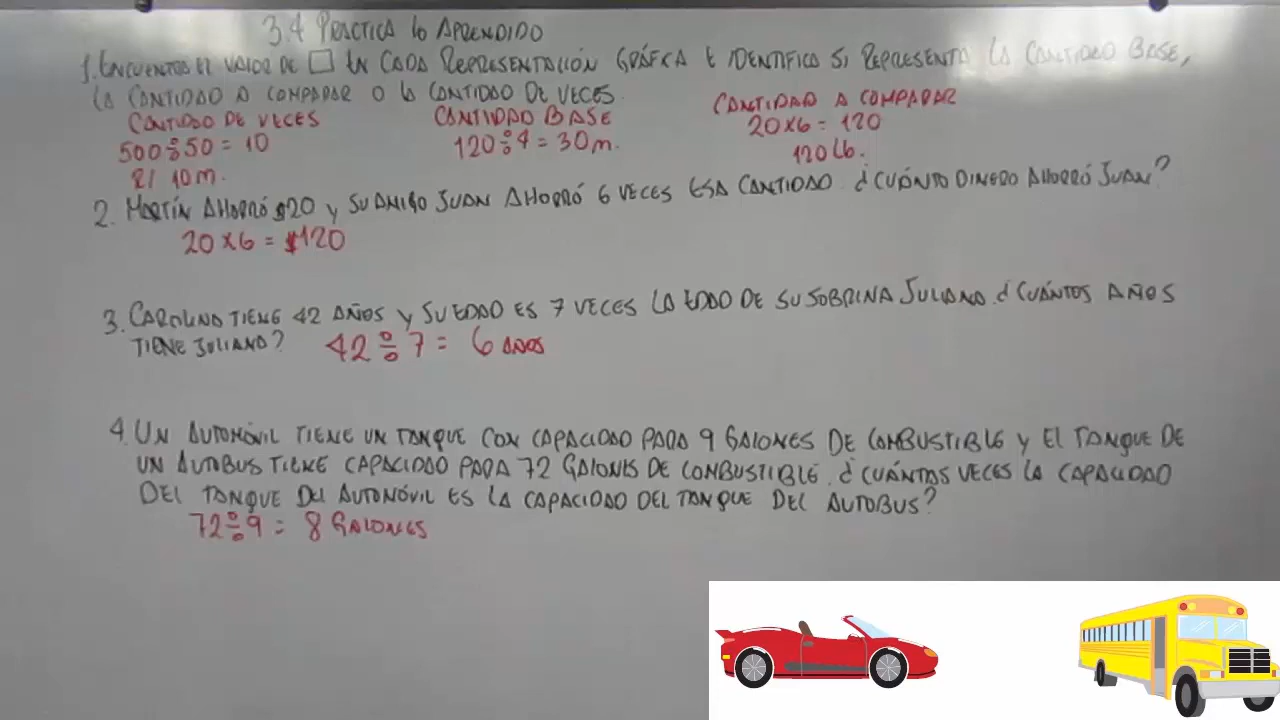 3.4 PRACTICA lo APRENDIDO
1. ENCUENTRA El VALOR DE □ EN CADA REPRESENTACIÓN GRÁFICA E IDENTIFICA SI REPRESENTA LA CANTIDAD BASE,
LA CANTIDAD A COMPARAR O LA CANTIDAD DE VECES.
CANTIDAD DE VECES CANTIDAD BASE CANTIDAD A COMPARAR
500÷50 = 10 120÷4 = 30 m. 20x6 = 120
R/ 10 m. 120 lb.
2. MARTÍN AHORRÓ $20 y SU AMIGO JUAN AHORRÓ 6 VECES ESA CANTIDAD. ¿CUÁNTO DINERO AHORRÓ JUAN?
20 x 6 = $120
3. CAROLINA TIENE 42 AÑOS y SU EDAD ES 7 VECES LA EDAD DE SU SOBRINA JULIANA. ¿CUÁNTOS AÑOS
TIENE JULIANA? 42 ÷ 7 = 6 AÑOS
4. UN AUTOMÓVIL TIENE UN TANQUE CON CAPACIDAD PARA 9 GALONES DE COMBUSTIBLE y El TANQUE DE
UN AUTOBUS TIENE CAPACIDAD PARA 72 GALONES DE COMBUSTIBLE. ¿CUÁNTAS VECES LA CAPACIDAD
DEL TANQUE DEL AUTOMÓVIL ES LA CAPACIDAD DEL TANQUE DEL AUTOBUS?
72÷9 = 8 GALONES